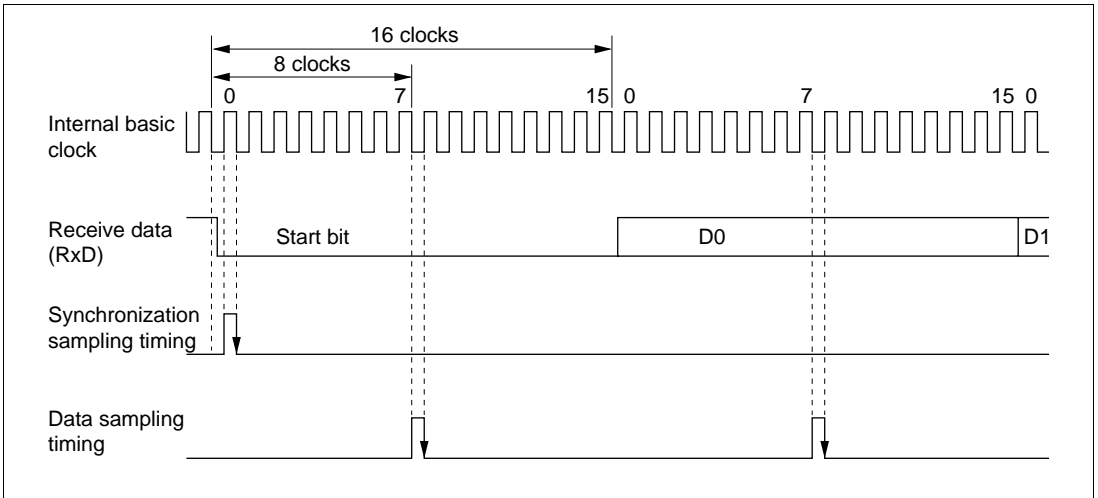 16 clocks
8 clocks
0 7 15 0 7 15 0
Internal basic
clock
Receive data
(RxD)
Start bit D0 D1
Synchronization
sampling timing
Data sampling
timing